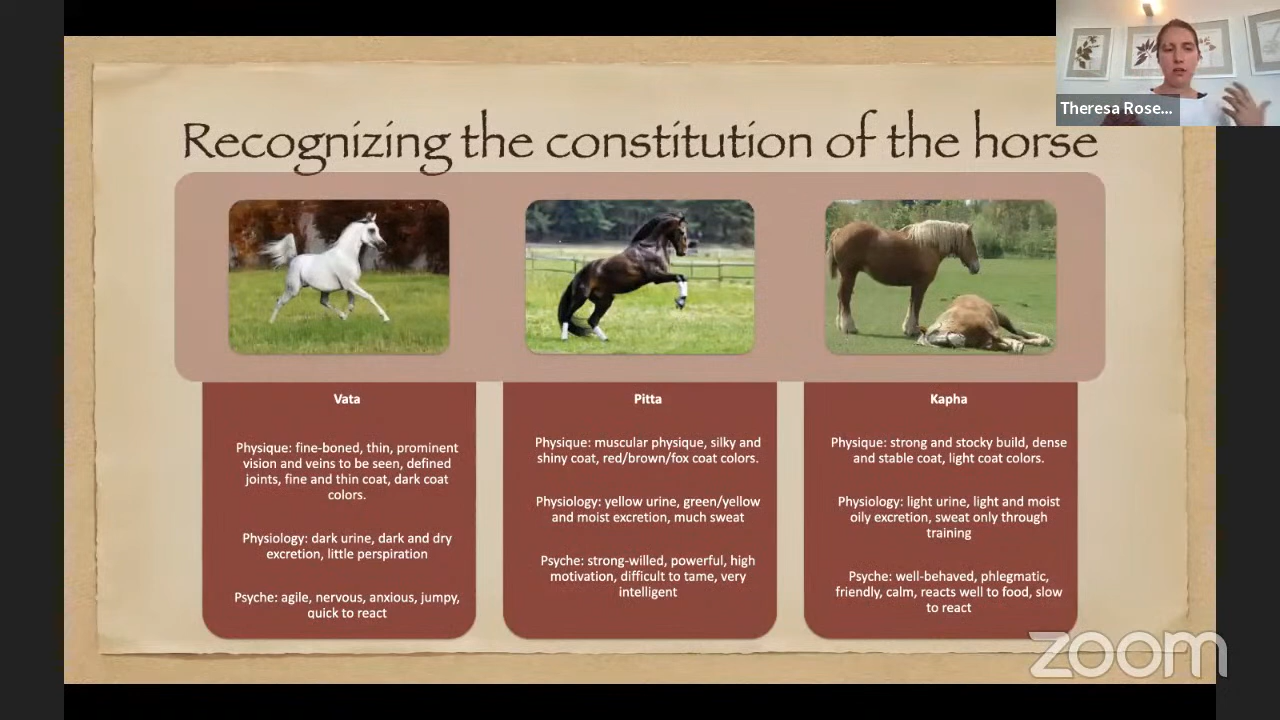 Theresa Rose...
Recognizing the constitution of the horse
Vata
Physique: fine-boned, thin, prominent
vision and veins to be seen, defined
joints, fine and thin coat, dark coat
colors.
Physiology: dark urine, dark and dry
excretion, little perspiration
Psyche: agile, nervous, anxious, jumpy,
quick to react
Pitta
Physique: muscular physique, silky and
shiny coat, red/brown/fox coat colors.
Physiology: yellow urine, green/yellow
and moist excretion, much sweat
Psyche: strong-willed, powerful, high
motivation, difficult to tame, very
intelligent
Kapha
Physique: strong and stocky build, dense
and stable coat, light coat colors.
Physiology: light urine, light and moist
oily excretion, sweat only through
training
Psyche: well-behaved, phlegmatic,
friendly, calm, reacts well to food, slow
to react
zoom